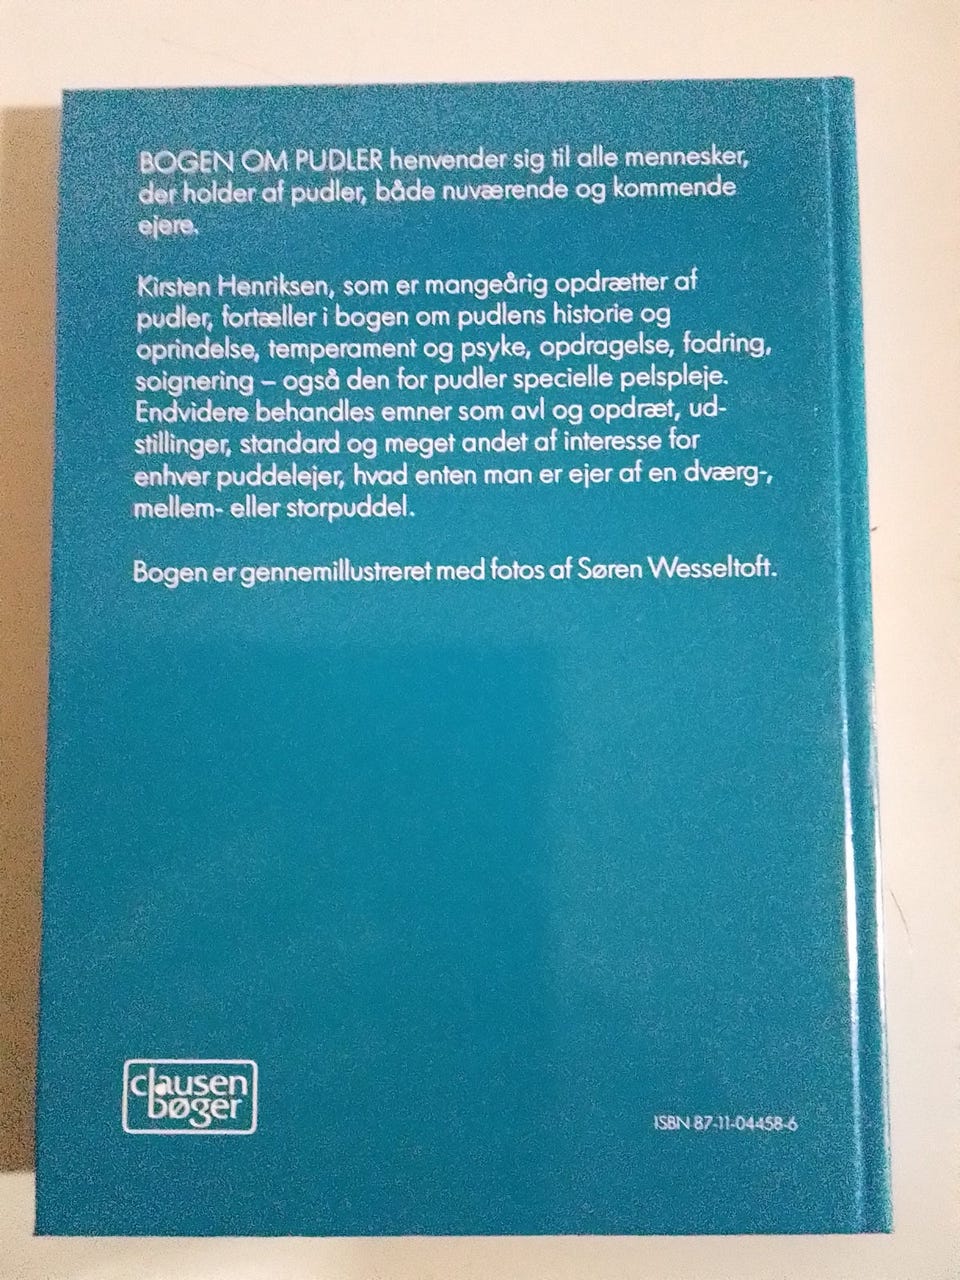 BOGEN OM PUDLER henvender sig til alle mennesker,
der holder af pudler, både nuværende og kommende
ejere.
Kirsten Henriksen, som er mangeårig opdrætter af
pudler, fortæller i bogen om pudlens historie og
oprindelse, temperament og psyke, opdragelse, fodring,
soignering – også den for pudler specielle pelspleje.
Endvidere behandles emner som avl og opdræt, ud-
stillinger, standard og meget andet af interesse for
enhver puddelejer, hvad enten man er ejer af en dværg-,
mellem- eller storpuddel.
Bogen er gennemillustreret med fotos af Søren Wesseltoft.
clausen
bøger
ISBN 87-11-04458-6